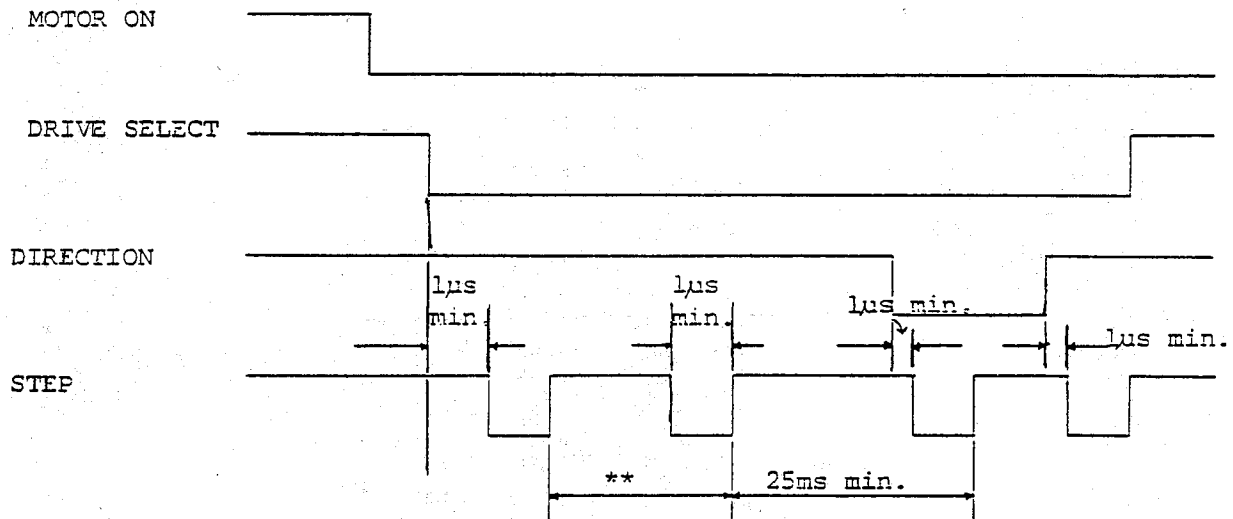 MOTOR ON
DRIVE SELECT
DIRECTION
1µs
min.
1µs
min.
1µs min.
1µs min.
STEP
**
25ms min.